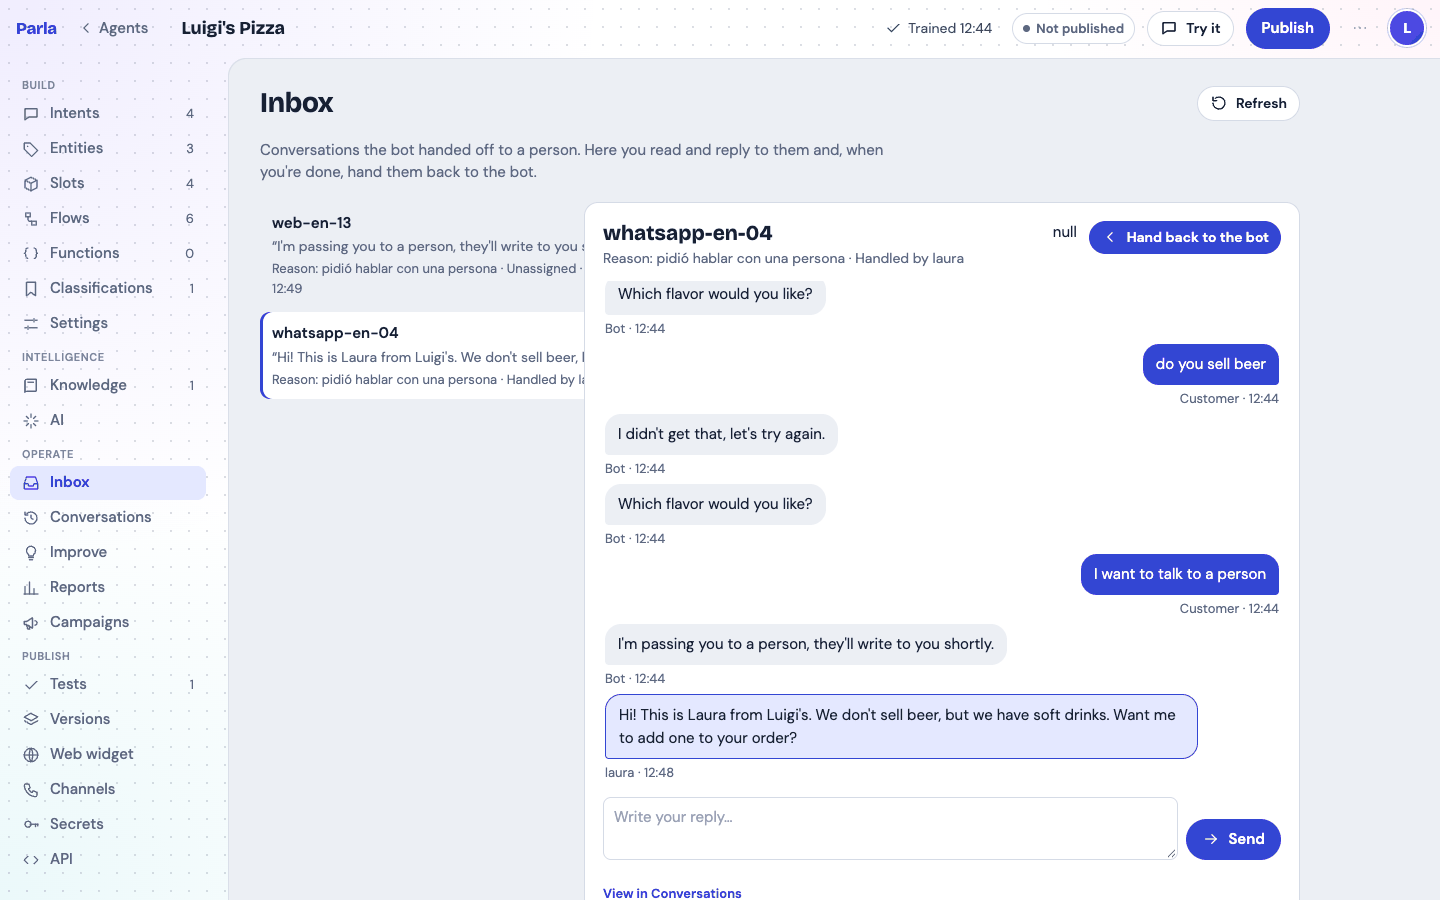 Parla
Agents
Luigi's Pizza
Trained 12:44
Not published
Try it
Publish
...
L
BUILD
Intents 4
Entities 3
Slots 4
Flows 6
Functions 0
Classifications 1
Settings
INTELLIGENCE
Knowledge 1
AI
OPERATE
Inbox
Conversations
Improve
Reports
Campaigns
PUBLISH
Tests 1
Versions
Web widget
Channels
Secrets
API
Inbox
Refresh
Conversations the bot handed off to a person. Here you read and reply to them and, when
you're done, hand them back to the bot.
web-en-13
“I'm passing you to a person, they'll write to you
Reason: pidió hablar con una persona · Unassigned ·
12:49
whatsapp-en-04
“Hi! This is Laura from Luigi's. We don't sell beer,
Reason: pidió hablar con una persona · Handled by
whatsapp-en-04
Reason: pidió hablar con una persona · Handled by laura
null
Hand back to the bot
Which flavor would you like?
Bot · 12:44
do you sell beer
Customer · 12:44
I didn't get that, let's try again.
Bot · 12:44
Which flavor would you like?
Bot · 12:44
I want to talk to a person
Customer · 12:44
I'm passing you to a person, they'll write to you shortly.
Bot · 12:44
Hi! This is Laura from Luigi's. We don't sell beer, but we have soft drinks. Want me
to add one to your order?
laura · 12:48
Write your reply…
Send
View in Conversations